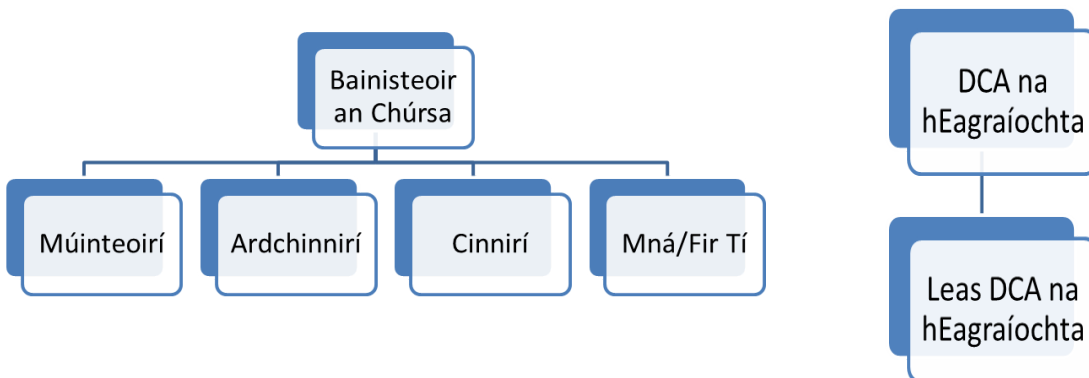 Bainisteoir
an Chúrsa
Múinteoirí
Ardchinnirí
Cinnirí
Mná/Fir Tí
DCA na
hEagraíochta
Leas DCA na
hEagraíochta